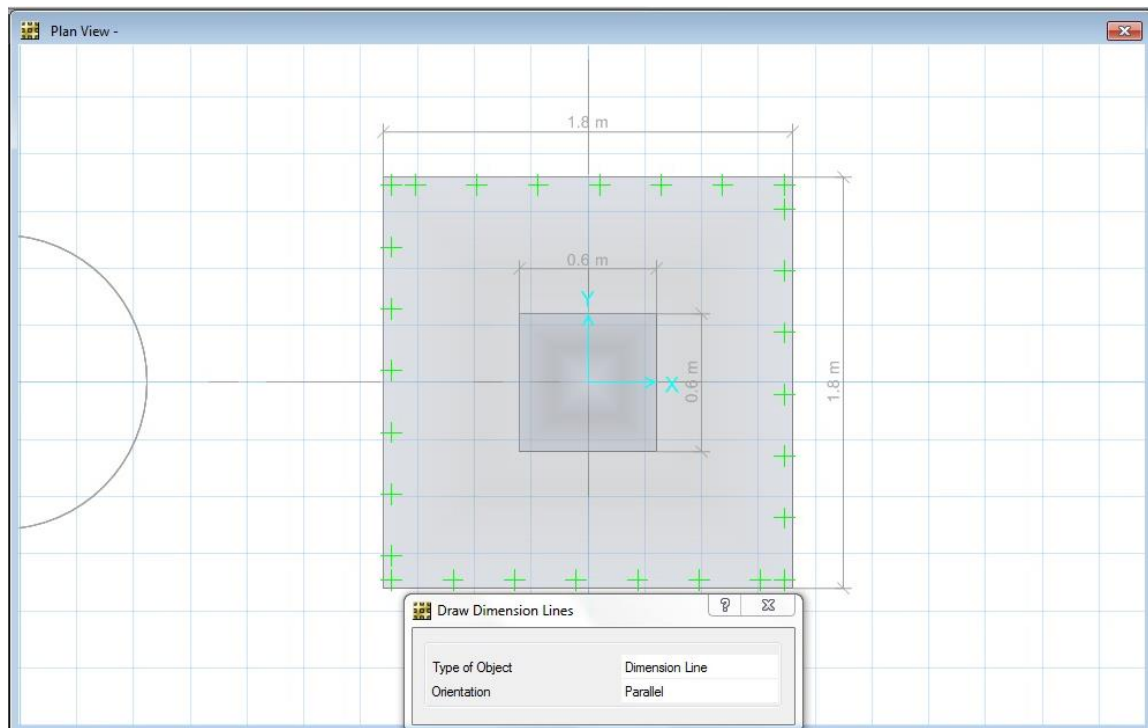 Plan View -
1.8 m
0.6 m
Y
X
0.6 m
1.8 m
Draw Dimension Lines
?
Type of Object Dimension Line
Orientation Parallel